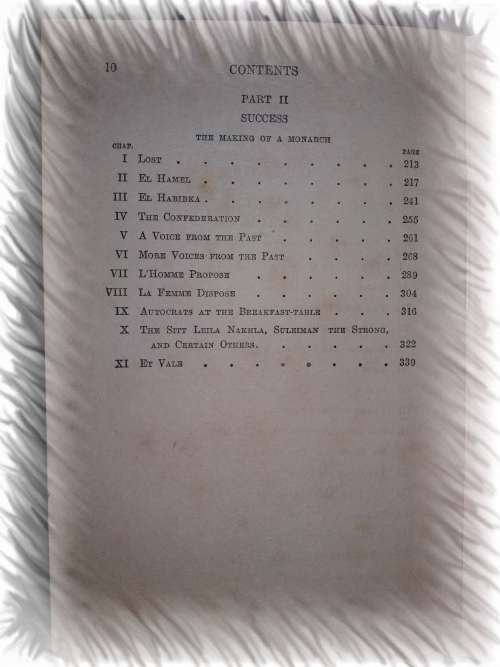 10 CONTENTS
PART II
SUCCESS
THE MAKING OF A MONARCH
CHAP. PAGE
I LOST . . . . . . . . . 213
II EL HAMEL . . . . . . . . 217
III EL HABIBKA . . . . . . . . 241
IV THE CONFEDERATION . . . . . . 255
V A VOICE FROM THE PAST . . . . . 261
VI MORE VOICES FROM THE PAST . . . . 268
VII L'HOMME PROPOSE . . . . . . 289
VIII LA FEMME DISPOSE . . . . . . 304
IX AUTOCRATS AT THE BREAKFAST-TABLE . . . 316
X THE SITT LEILA NAKHLA, SULEIMAN THE STRONG,
AND CERTAIN OTHERS. . . . . . 322
XI ET VALE . . . . . . . . 339